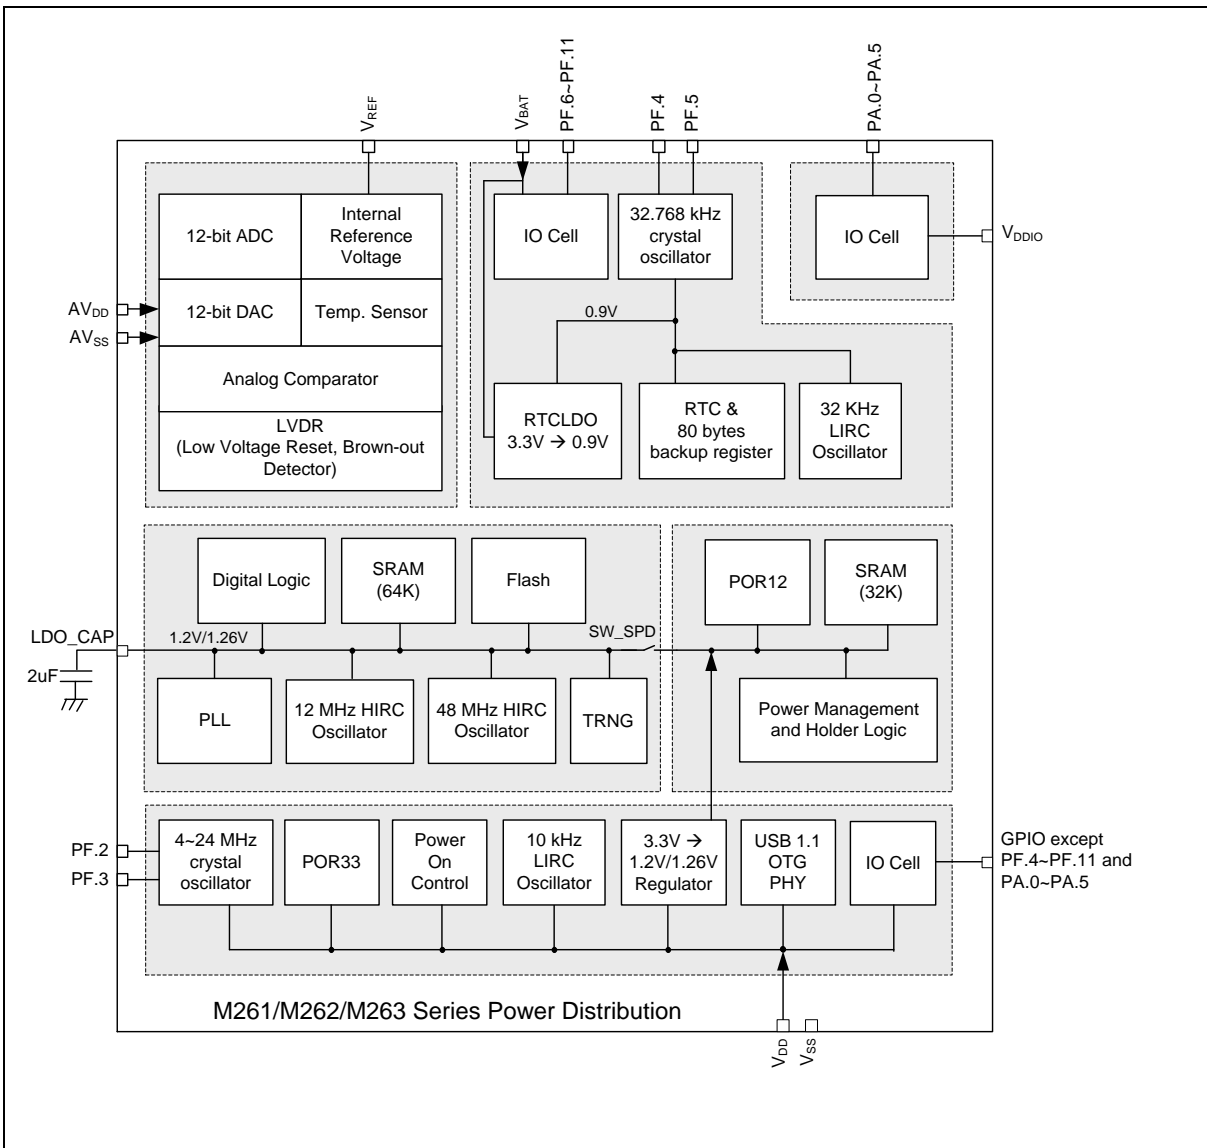 V_REF
V_BAT
PF.6~PF.11
PF.4
PF.5
PA.0~PA.5
12-bit ADC
Internal
Reference
Voltage
IO Cell
32.768 kHz
crystal
oscillator
IO Cell
V_DDIO
AV_DD
AV_SS
12-bit DAC
Temp. Sensor
0.9V
Analog Comparator
LVDR
(Low Voltage Reset, Brown-out
Detector)
RTCLDO
3.3V → 0.9V
RTC &
80 bytes
backup register
32 KHz
LIRC
Oscillator
Digital Logic
SRAM
(64K)
Flash
POR12
SRAM
(32K)
LDO_CAP
1.2V/1.26V
SW_SPD
2uF
PLL
12 MHz HIRC
Oscillator
48 MHz HIRC
Oscillator
TRNG
Power Management
and Holder Logic
PF.2
PF.3
4~24 MHz
crystal
oscillator
POR33
Power
On
Control
10 kHz
LIRC
Oscillator
3.3V →
1.2V/1.26V
Regulator
USB 1.1
OTG
PHY
IO Cell
GPIO except
PF.4~PF.11 and
PA.0~PA.5
M261/M262/M263 Series Power Distribution
V_DD
V_SS